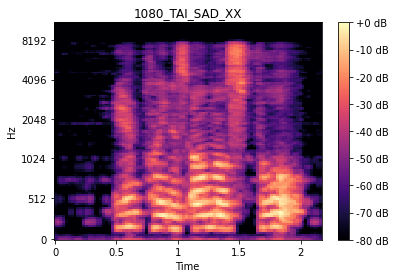 1080_TAI_SAD_XX
+0 dB
8192
-10 dB
4096
-20 dB
-30 dB
2048
Hz
-40 dB
1024
-50 dB
512
-60 dB
-70 dB
0
-80 dB
0 0.5 1 1.5 2
Time